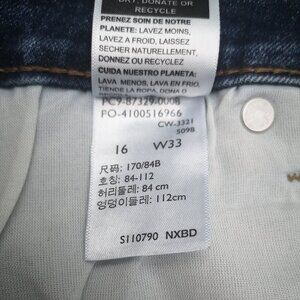 DRY, DONATE OR
RECYCLE
PRENEZ SOIN DE NOTRE
PLANETE: LAVEZ MOINS,
LAVEZ A FROID, LAISSEZ
SECHER NATURELLEMENT,
DONNEZ OU RECYCLEZ
CUIDA NUESTRO PLANETA:
LAVA MENOS, LAVA EN FRIO,
TIENDE LA ROPA, DONA O
PC9-87329-0008
PO-4100516966
CW-3321
509B
16 W33
尺码: 170/84B
호칭: 84-112
허리둘레: 84 cm
엉덩이둘레: 112cm
S110790 NXBD